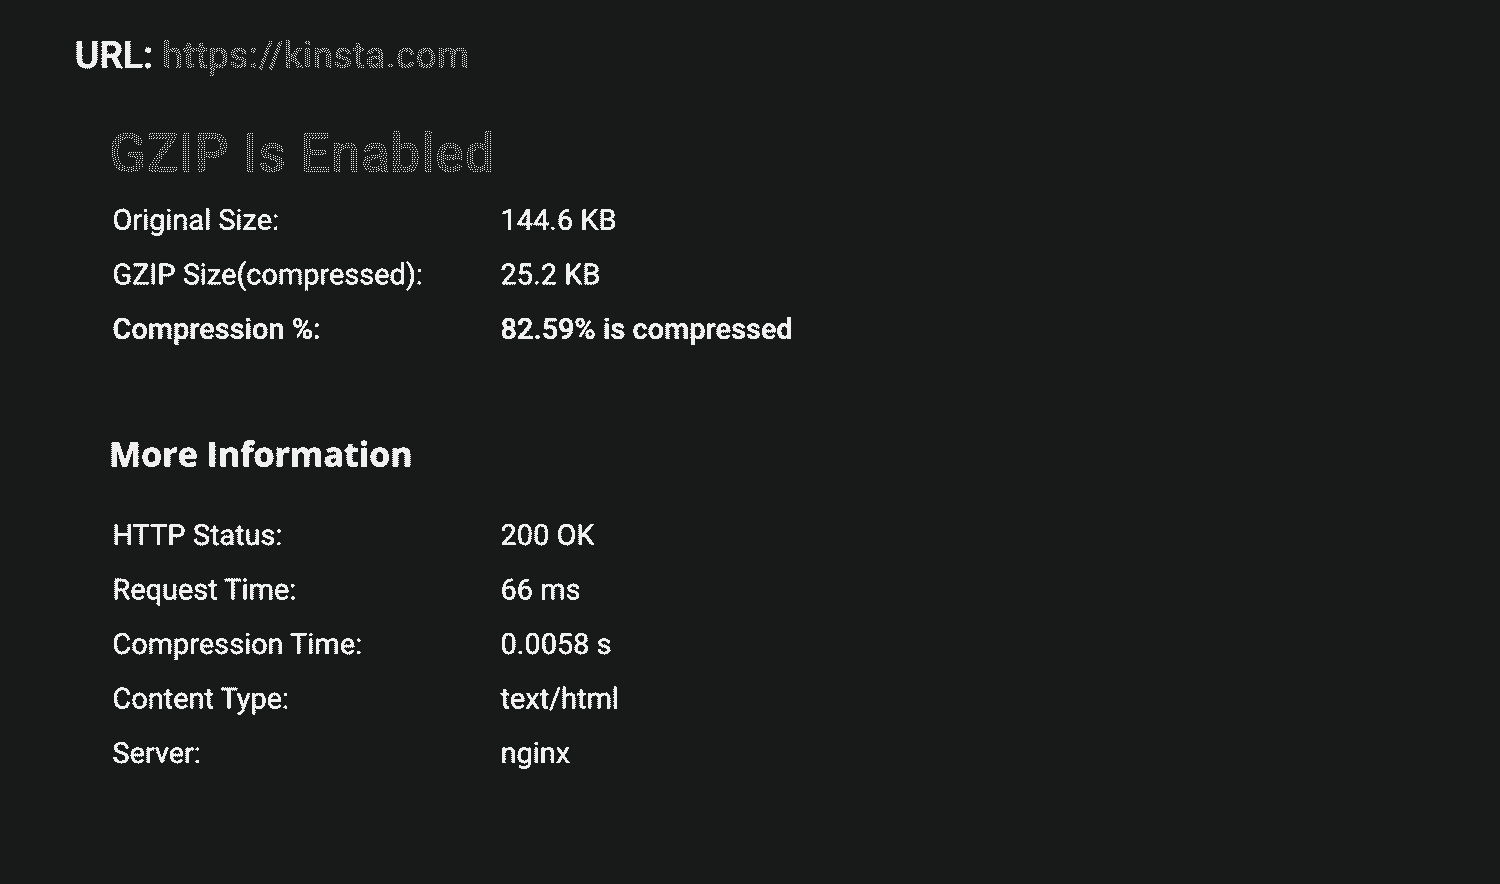 URL: https://kinsta.com
GZIP Is Enabled
Original Size: 144.6 KB
GZIP Size(compressed): 25.2 KB
Compression %: 82.59% is compressed
More Information
HTTP Status: 200 OK
Request Time: 66 ms
Compression Time: 0.0058 s
Content Type: text/html
Server: nginx